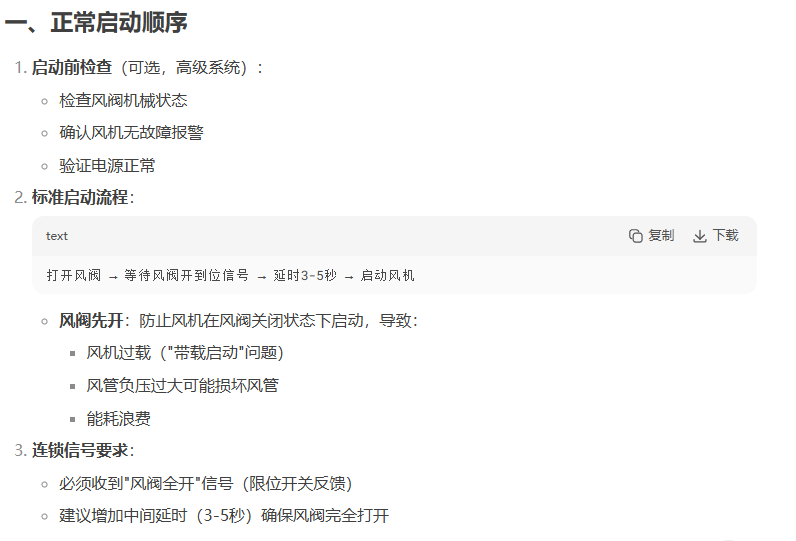 一、正常启动顺序
1. 启动前检查（可选，高级系统）：
检查风阀机械状态
确认风机无故障报警
验证电源正常
2. 标准启动流程：
text 复制 下载
打开风阀 → 等待风阀开到位信号 → 延时3-5秒 → 启动风机
风阀先开：防止风机在风阀关闭状态下启动，导致：
风机过载（"带载启动"问题）
风管负压过大可能损坏风管
能耗浪费
3. 连锁信号要求：
必须收到"风阀全开"信号（限位开关反馈）
建议增加中间延时（3-5秒）确保风阀完全打开